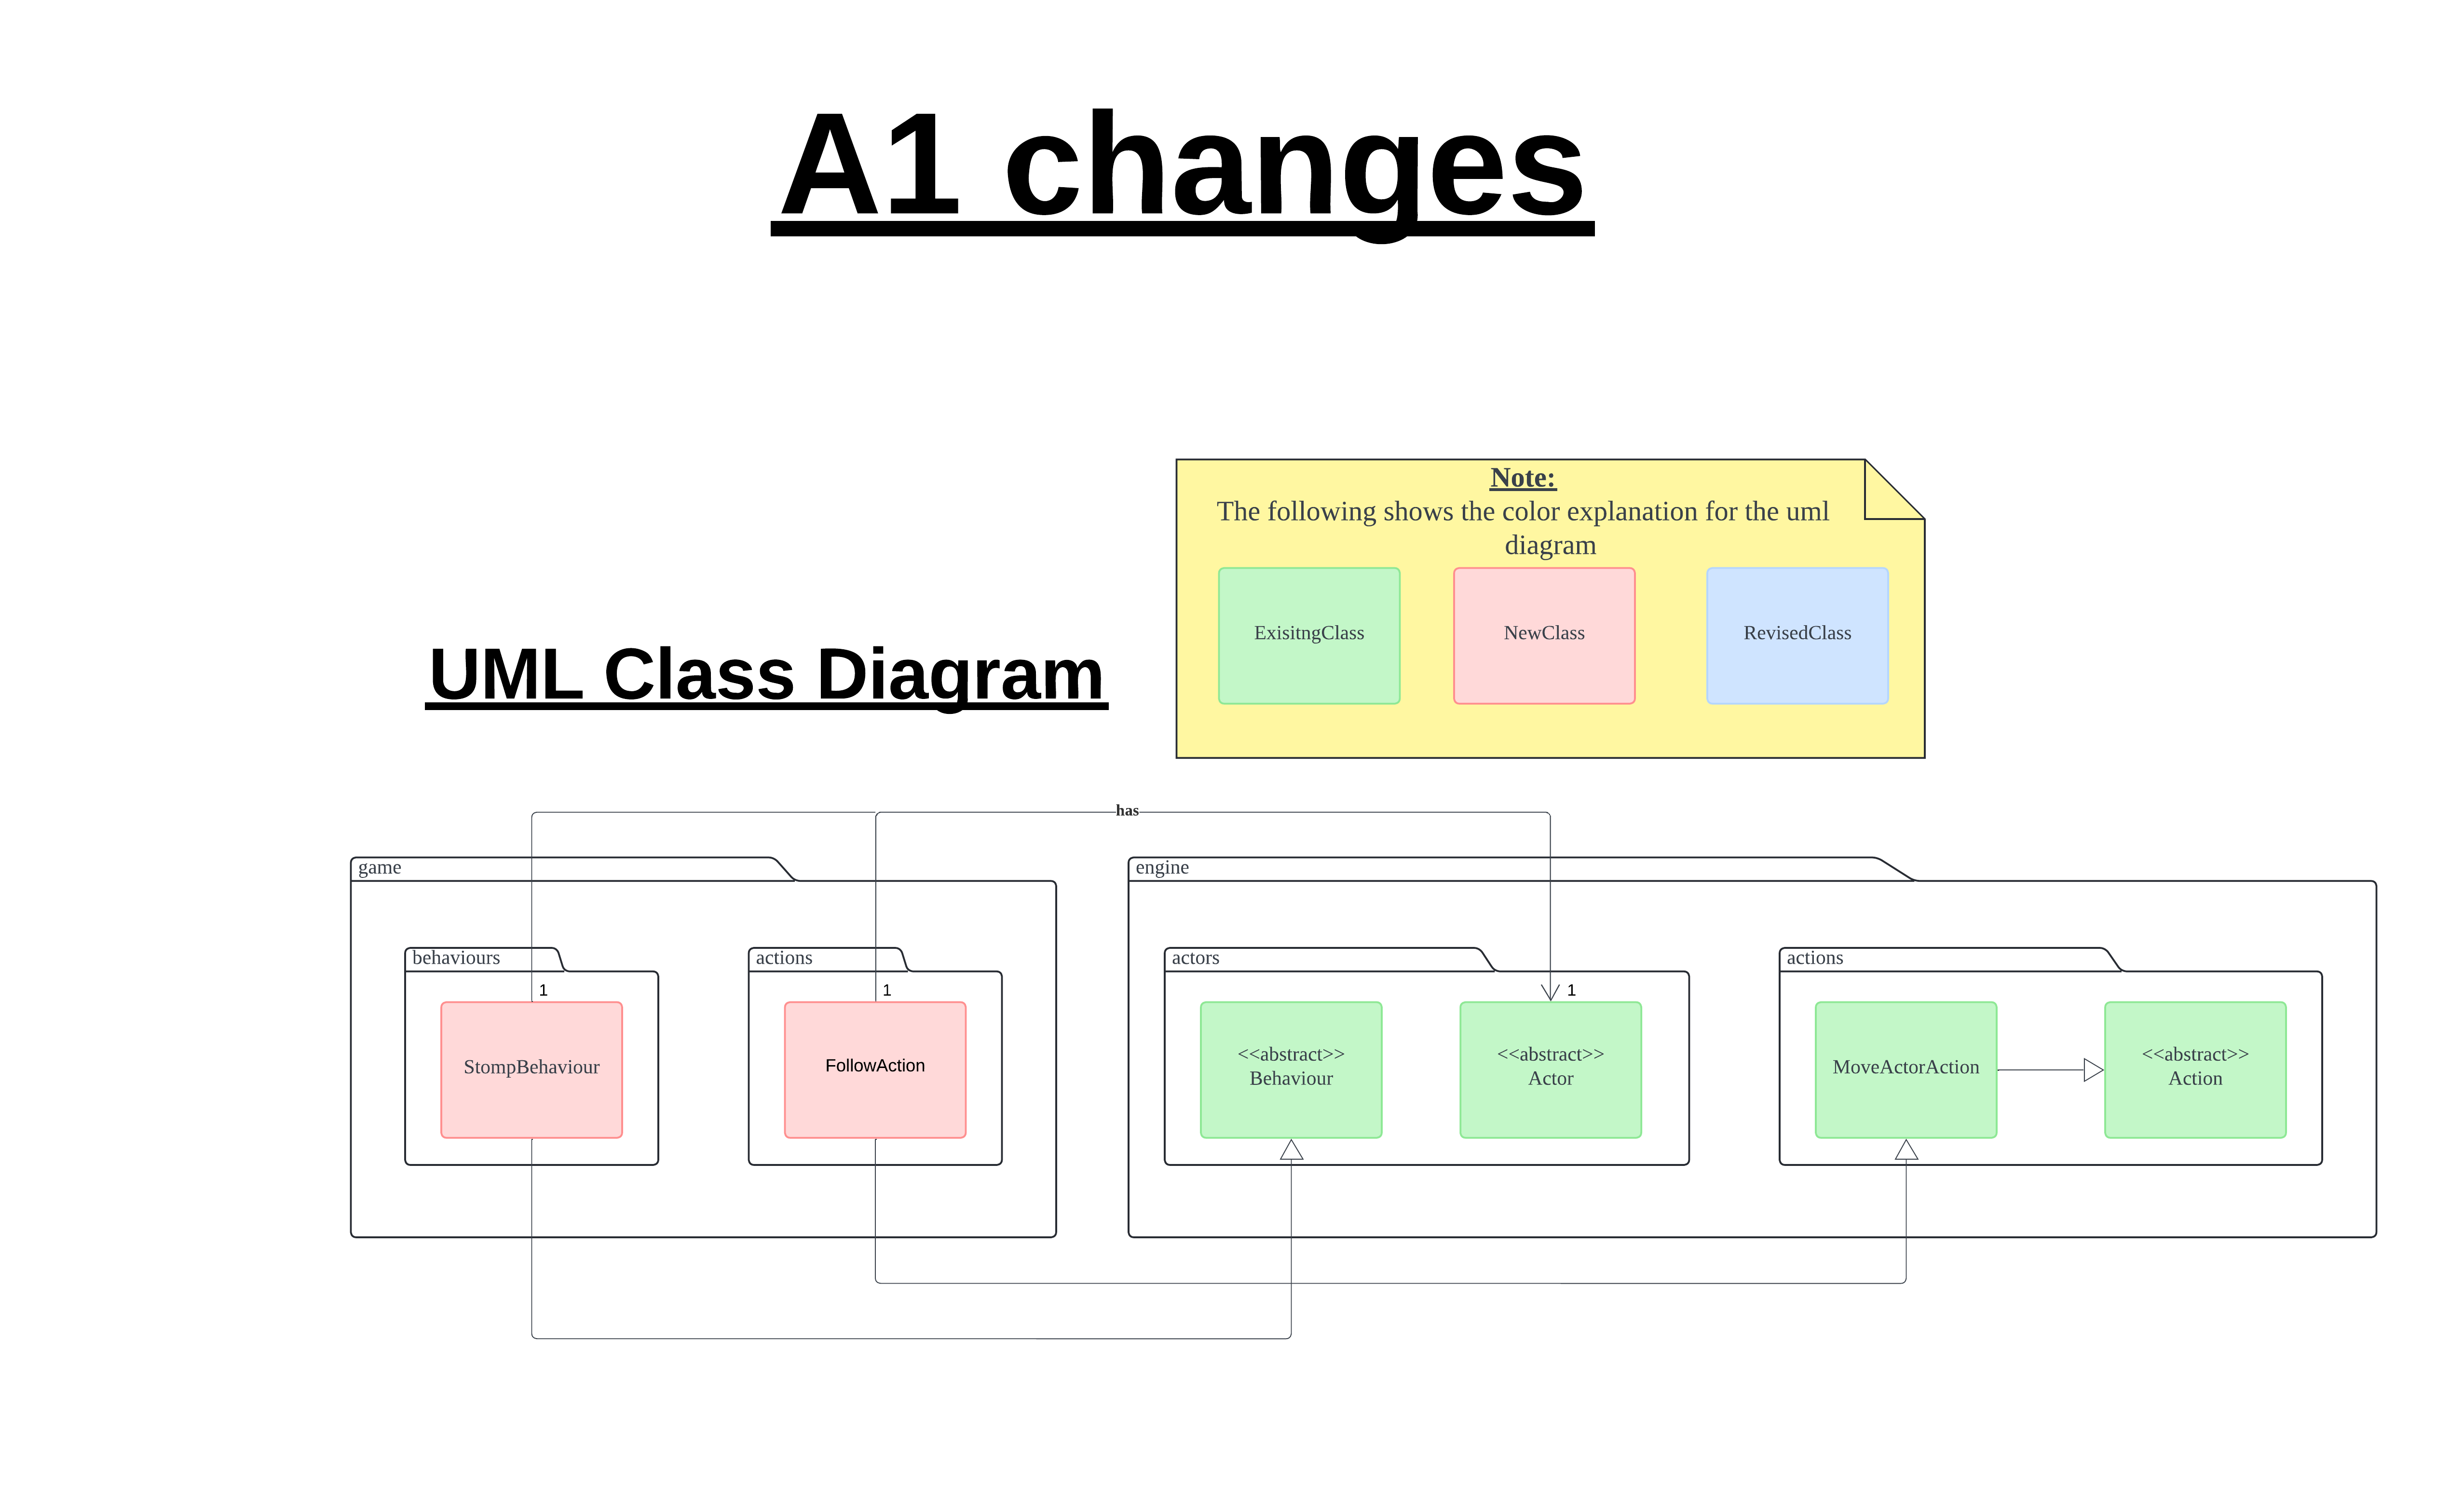 A1 changes
Note:
The following shows the color explanation for the uml
diagram
ExisitngClass
NewClass
RevisedClass
UML Class Diagram
has
game
engine
behaviours
actions
actors
actions
1
1
1
StompBehaviour
FollowAction
<<abstract>>
Behaviour
<<abstract>>
Actor
MoveActorAction
<<abstract>>
Action